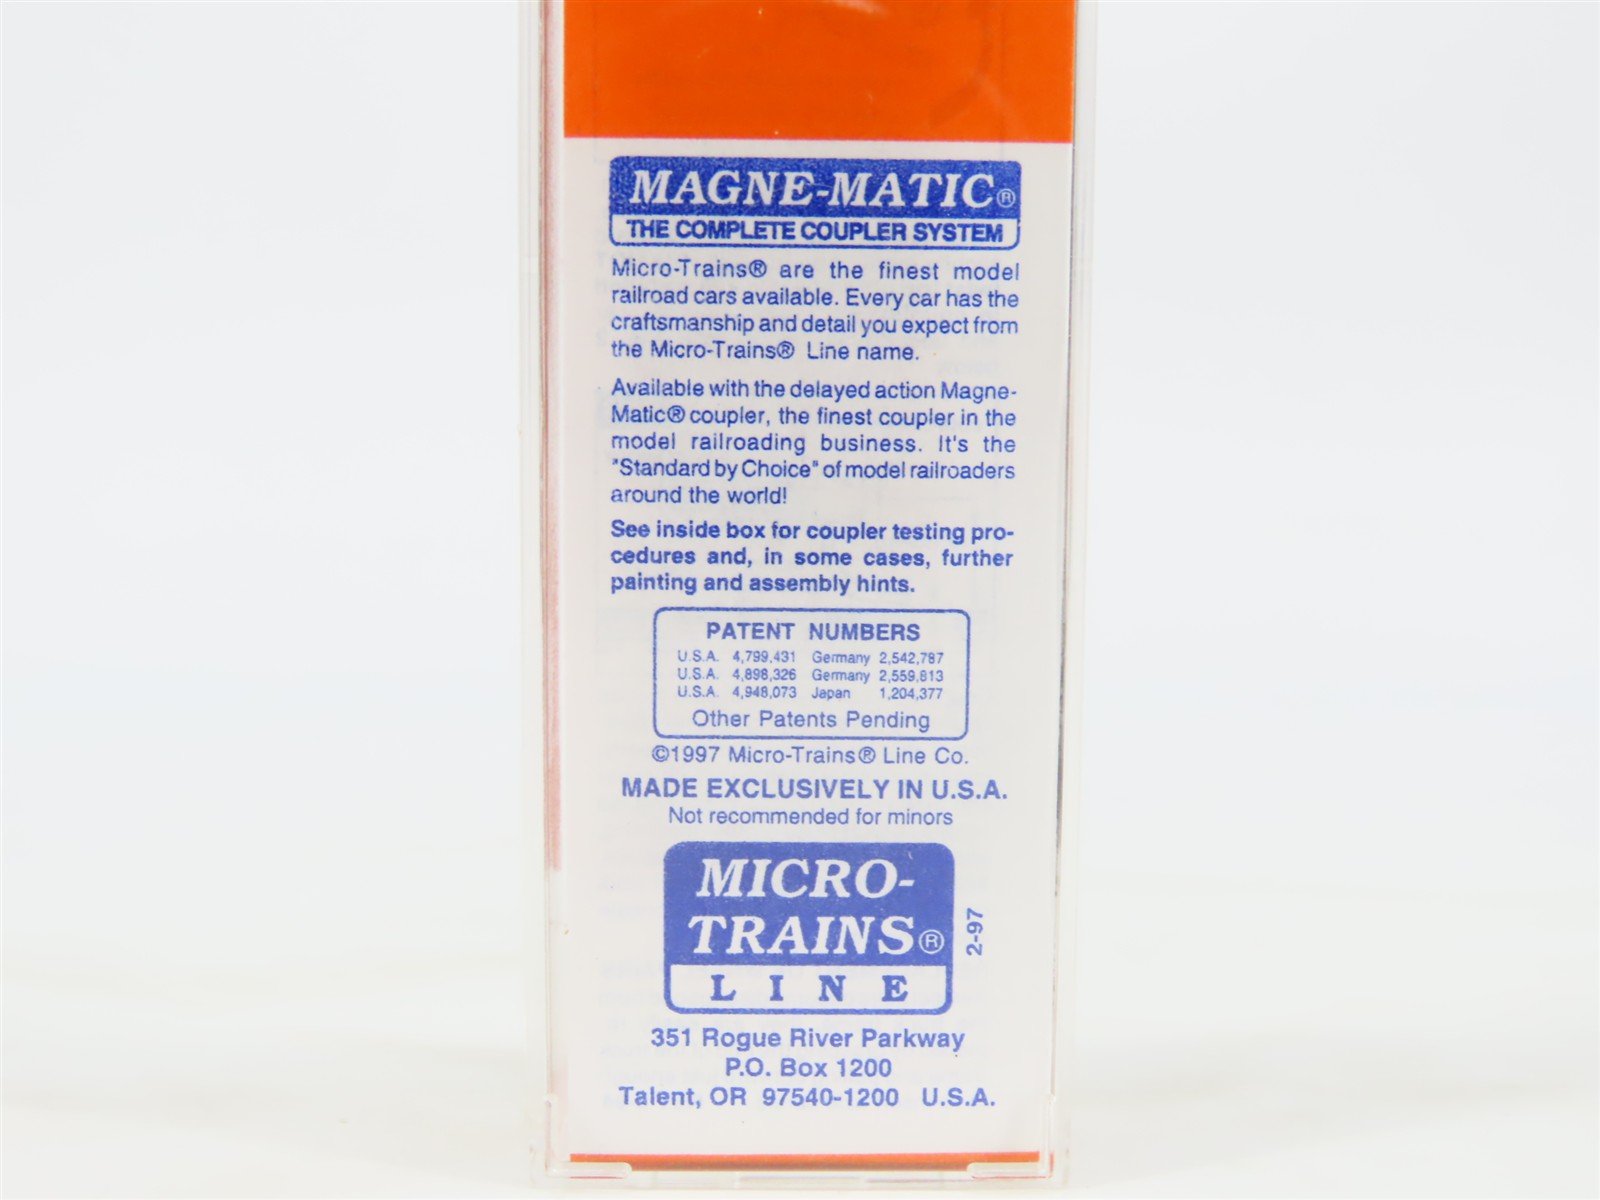 MAGNE-MATIC®
THE COMPLETE COUPLER SYSTEM
Micro-Trains® are the finest model
railroad cars available. Every car has the
craftsmanship and detail you expect from
the Micro-Trains® Line name.
Available with the delayed action Magne-
Matic® coupler, the finest coupler in the
model railroading business. It's the
"Standard by Choice" of model railroaders
around the world!
See inside box for coupler testing pro-
cedures and, in some cases, further
painting and assembly hints.
PATENT NUMBERS
U.S.A. 4,799,431 Germany 2,542,787
U.S.A. 4,898,326 Germany 2,559,813
U.S.A. 4,948,073 Japan 1,204,377
Other Patents Pending
©1997 Micro-Trains® Line Co.
MADE EXCLUSIVELY IN U.S.A.
Not recommended for minors
MICRO-
TRAINS®
LINE
2-97
351 Rogue River Parkway
P.O. Box 1200
Talent, OR 97540-1200 U.S.A.